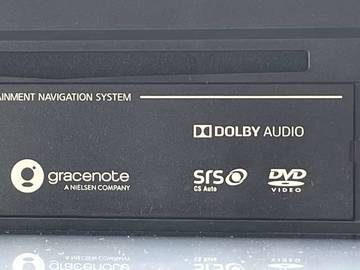 AINMENT NAVIGATION SYSTEM
DOLBY AUDIO
gracenote
A NIELSEN COMPANY
SRS
CS Auto
DVD
VIDEO